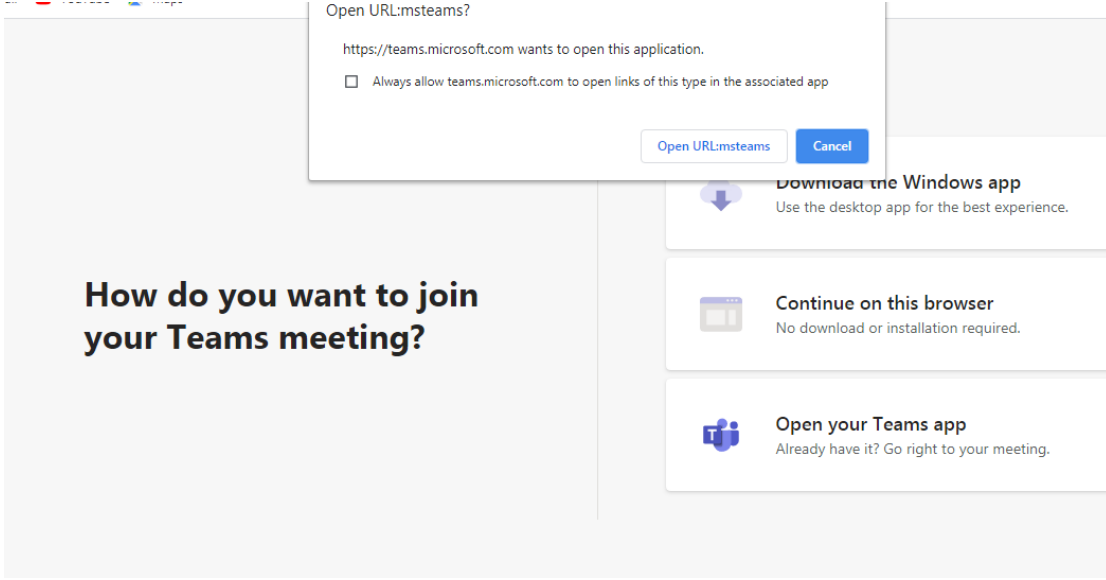 YouTube Maps
Open URL:msteams?
https://teams.microsoft.com wants to open this application.
Always allow teams.microsoft.com to open links of this type in the associated app
Open URL:msteams Cancel
Download the Windows app
Use the desktop app for the best experience.
How do you want to join
your Teams meeting?
Continue on this browser
No download or installation required.
Open your Teams app
Already have it? Go right to your meeting.